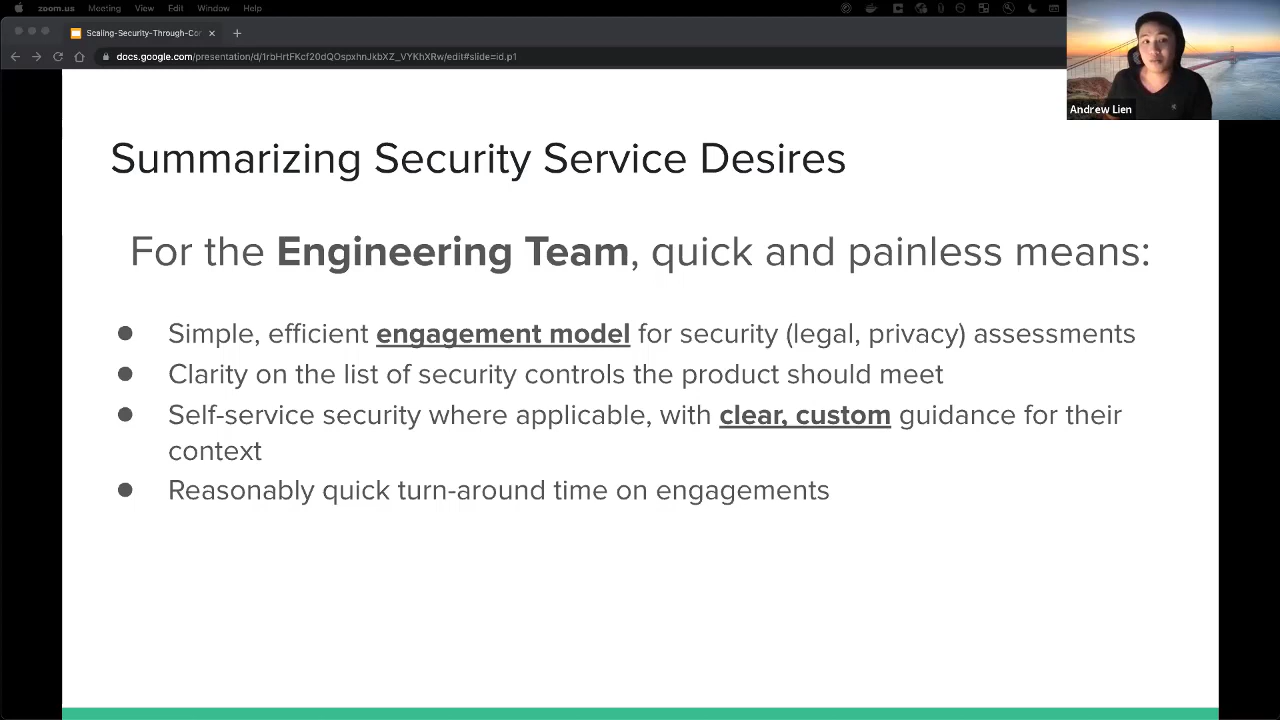 zoom.us Meeting View Edit Window Help
Scaling-Security-Through-Cor
docs.google.com/presentation/d/1rbHrtFKcf20dQOspxhnJkbXZ_VYKhXRw/edit#slide=id.p1
Andrew Lien
Summarizing Security Service Desires
For the Engineering Team, quick and painless means:
● Simple, efficient engagement model for security (legal, privacy) assessments
● Clarity on the list of security controls the product should meet
● Self-service security where applicable, with clear, custom guidance for their
context
● Reasonably quick turn-around time on engagements